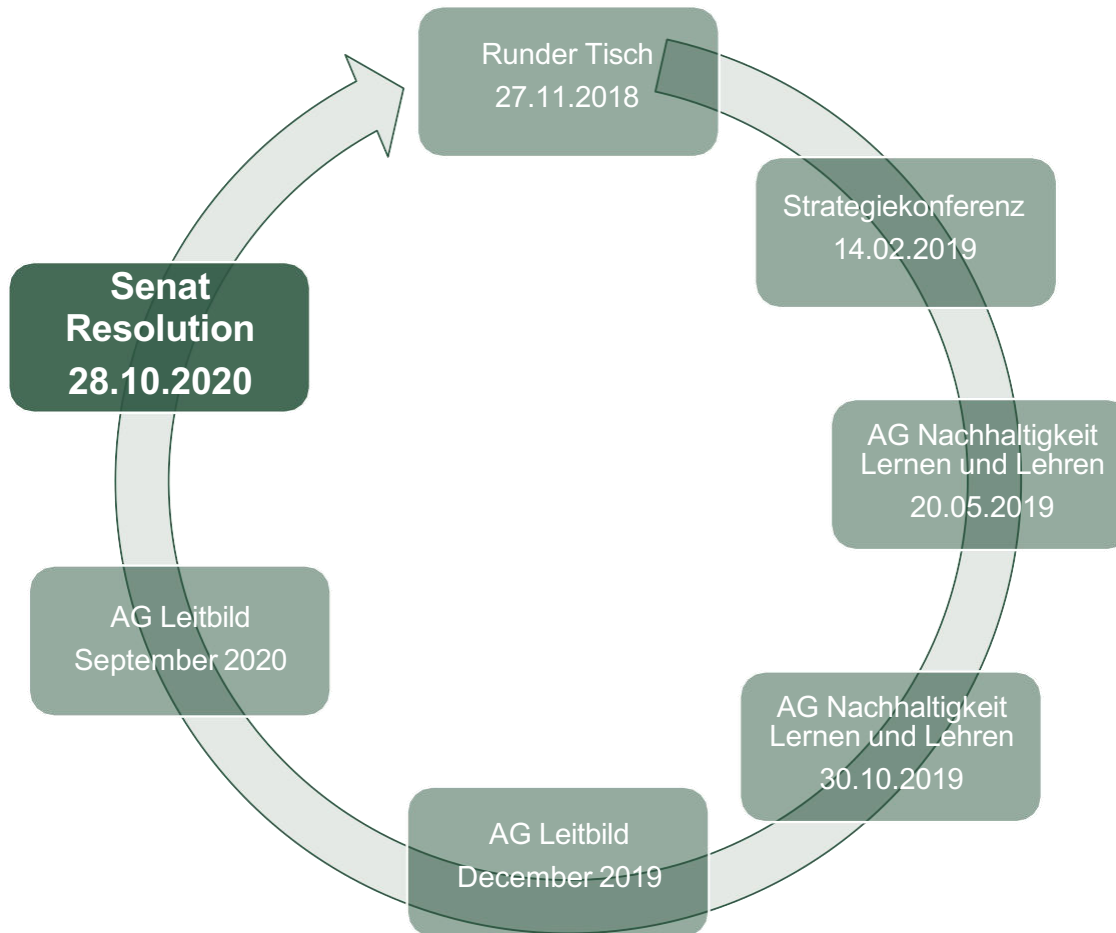 Runder Tisch
27.11.2018
Strategiekonferenz
14.02.2019
AG Nachhaltigkeit
Lernen und Lehren
20.05.2019
AG Nachhaltigkeit
Lernen und Lehren
30.10.2019
AG Leitbild
December 2019
AG Leitbild
September 2020
Senat
Resolution
28.10.2020